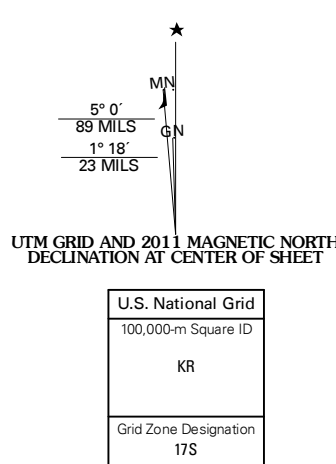 ★
MN
5° 0´
89 MILS
GN
1° 18´
23 MILS
UTM GRID AND 2011 MAGNETIC NORTH
DECLINATION AT CENTER OF SHEET
U.S. National Grid
100,000-m Square ID
KR
Grid Zone Designation
17S